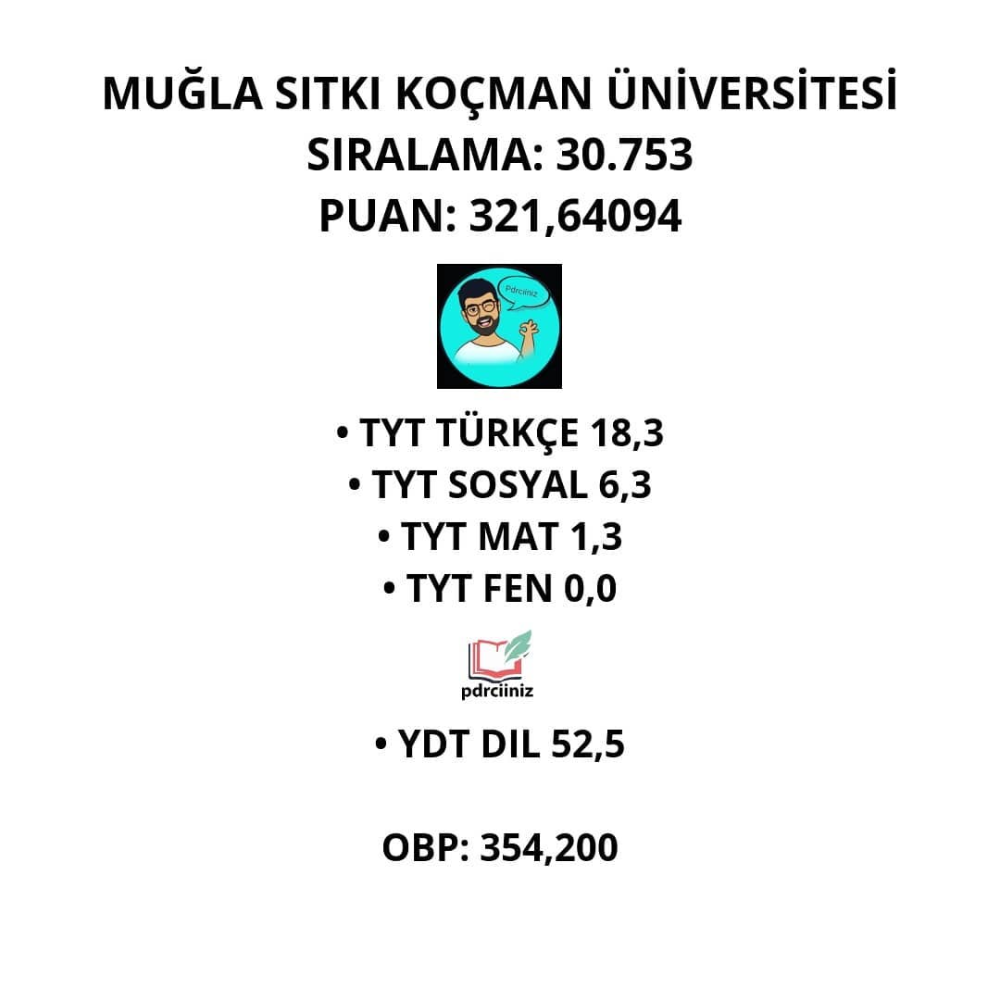 MUĞLA SITKI KOÇMAN ÜNİVERSİTESİ
SIRALAMA: 30.753
PUAN: 321,64094
Pdrciiniz
• TYT TÜRKÇE 18,3
• TYT SOSYAL 6,3
• TYT MAT 1,3
• TYT FEN 0,0
pdrciiniz
• YDT DIL 52,5
OBP: 354,200